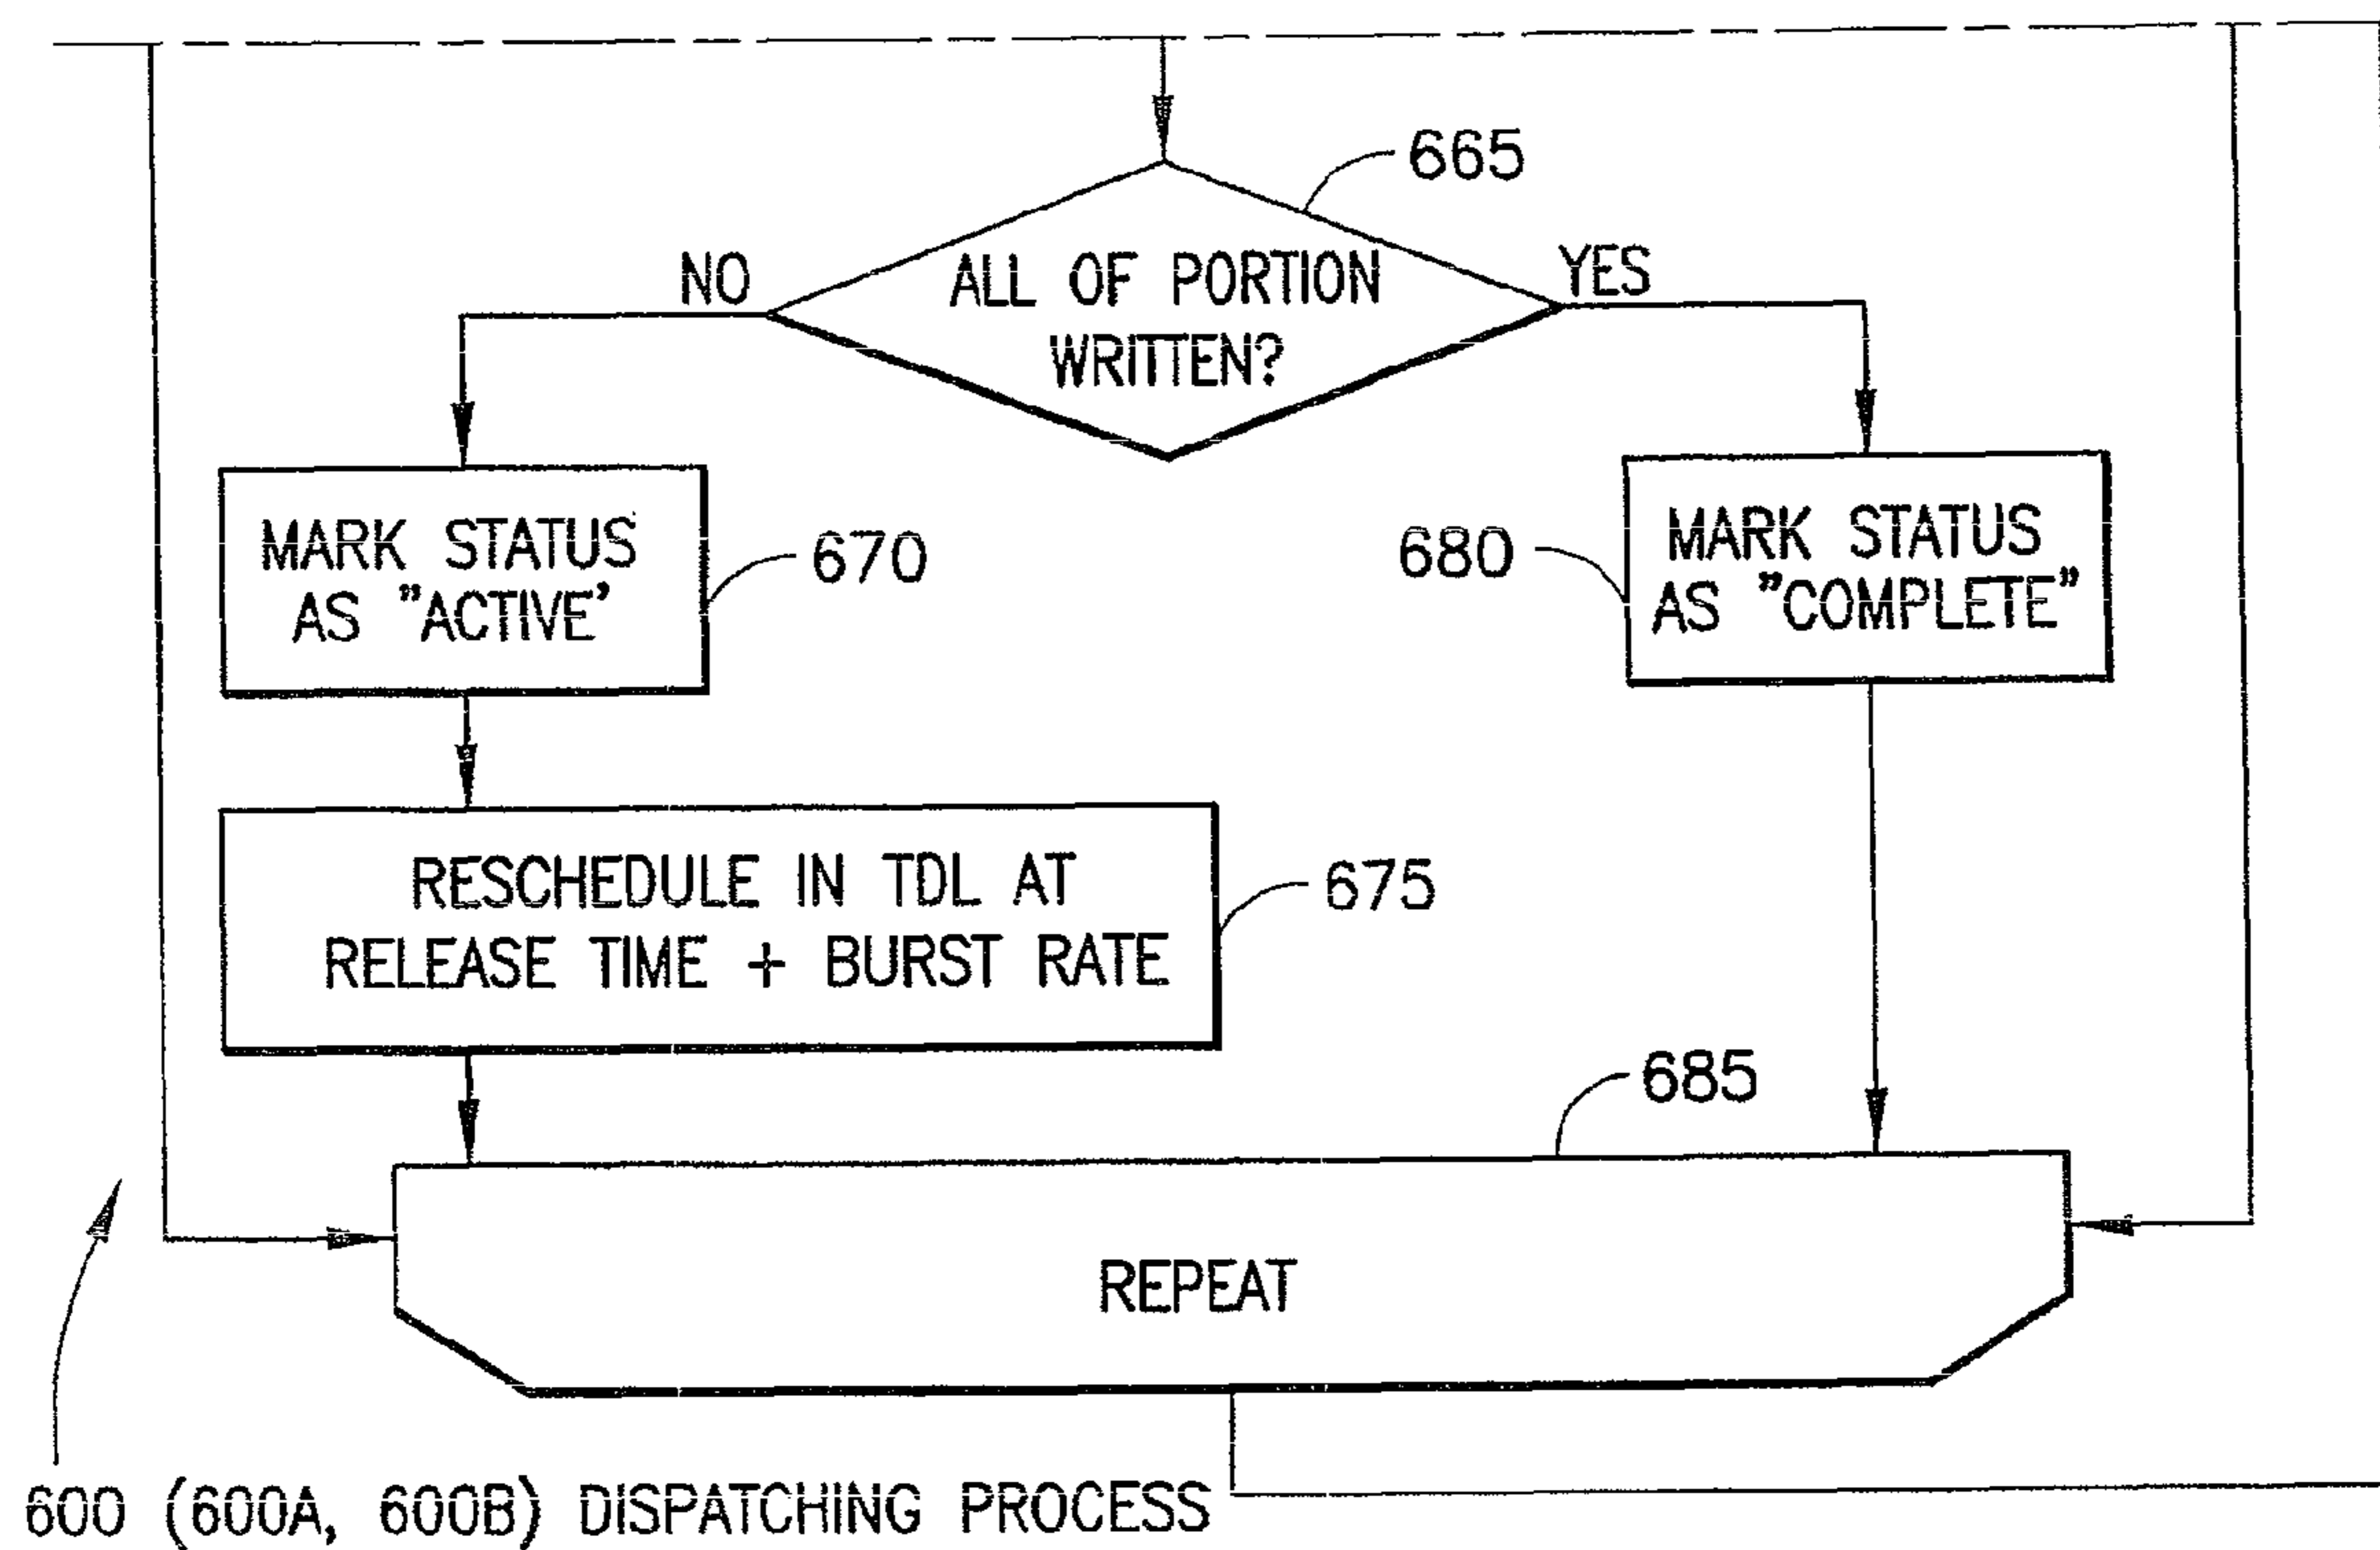 665
NO
YES
ALL OF PORTION
WRITTEN?
MARK STATUS
AS "ACTIVE'
670
680
MARK STATUS
AS "COMPLETE"
RESCHEDULE IN TDL AT
RELEASE TIME + BURST RATE
675
685
REPEAT
600 (600A, 600B) DISPATCHING PROCESS